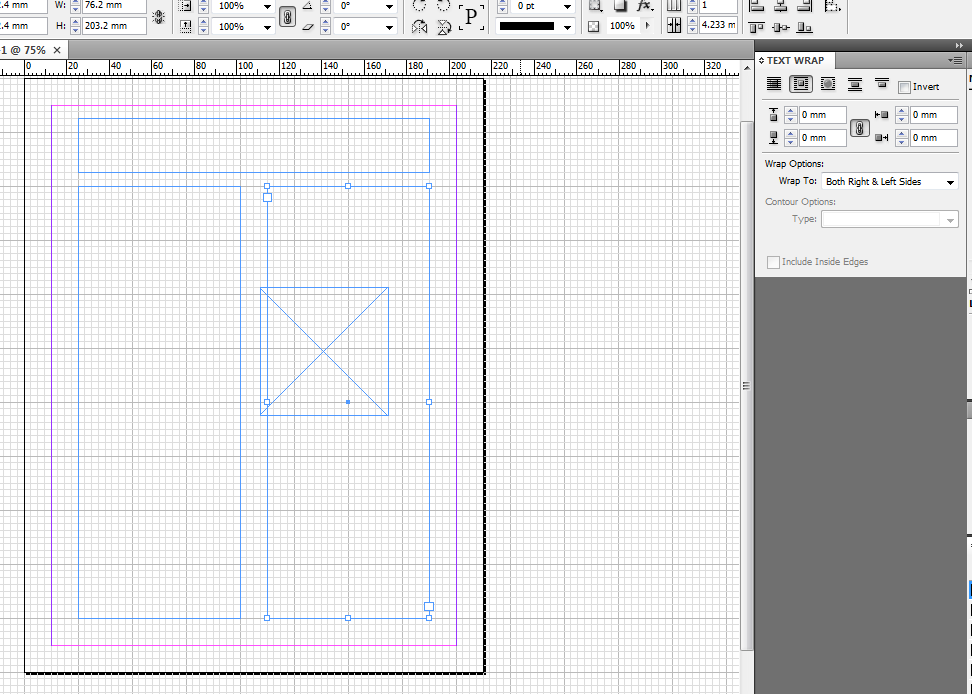 2.4 mm W: 76.2 mm 100% 0° P 0 pt fx. 1
2.4 mm H: 203.2 mm 100% 0° 100% 4.233 m
-1 @ 75% ×
0 20 40 60 80 100 120 140 160 180 200 220 240 260 280 300 320
TEXT WRAP
Invert
0 mm 0 mm
0 mm 0 mm
Wrap Options:
Wrap To: Both Right & Left Sides
Contour Options:
Type:
Include Inside Edges